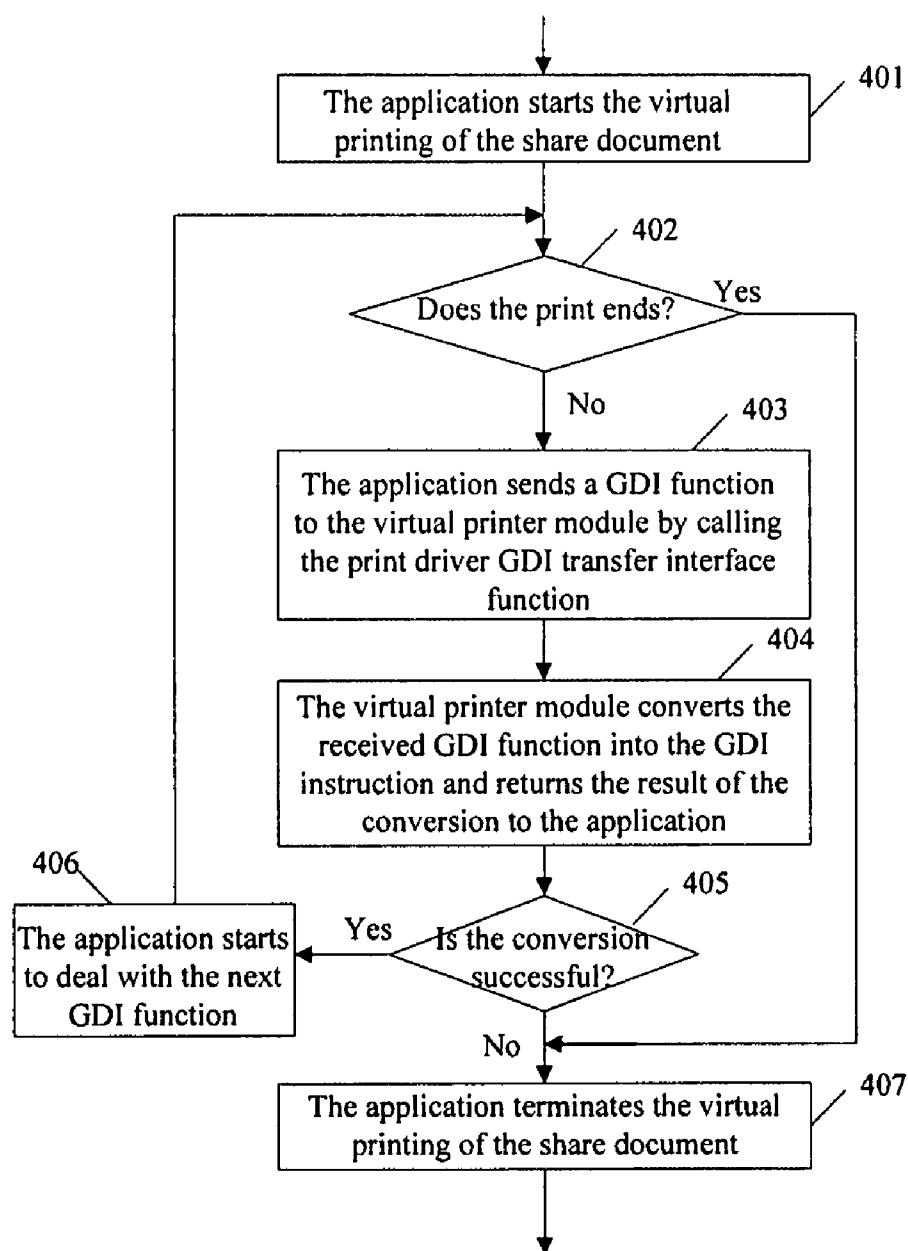 401
The application starts the virtual
printing of the share document
402
Does the print ends?
Yes
No
403
The application sends a GDI function
to the virtual printer module by calling
the print driver GDI transfer interface
function
404
The virtual printer module converts the
received GDI function into the GDI
instruction and returns the result of the
conversion to the application
405
Is the conversion
successful?
Yes
406
The application starts
to deal with the next
GDI function
No
407
The application terminates the virtual
printing of the share document